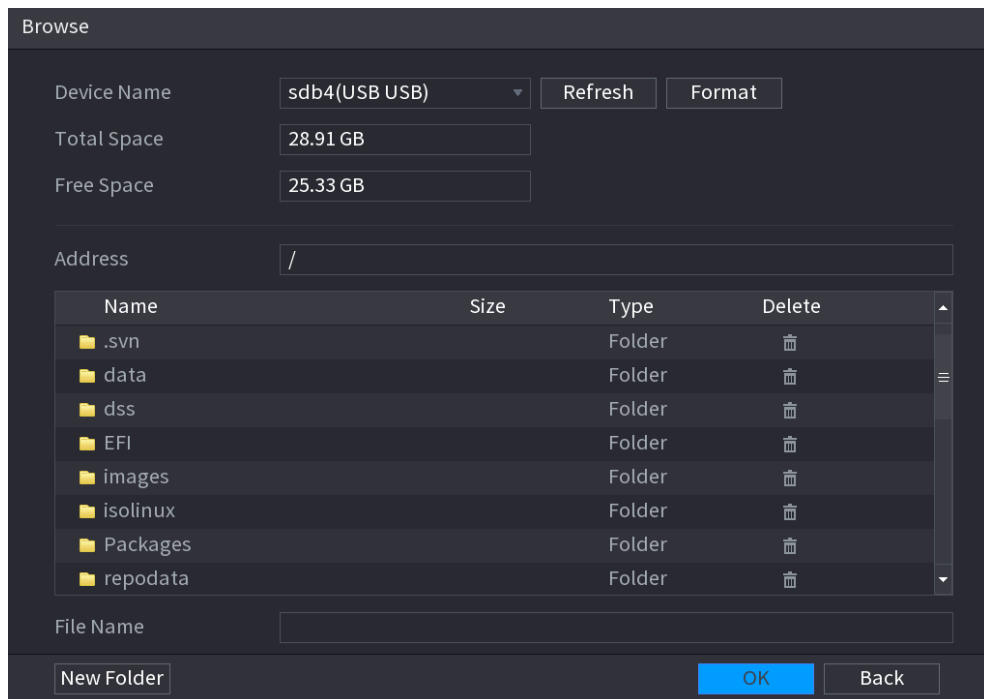 Browse
Device Name sdb4(USB USB) Refresh Format
Total Space 28.91 GB
Free Space 25.33 GB
Address /
Name Size Type Delete
.svn Folder
data Folder
dss Folder
EFI Folder
images Folder
isolinux Folder
Packages Folder
repodata Folder
File Name
New Folder OK Back